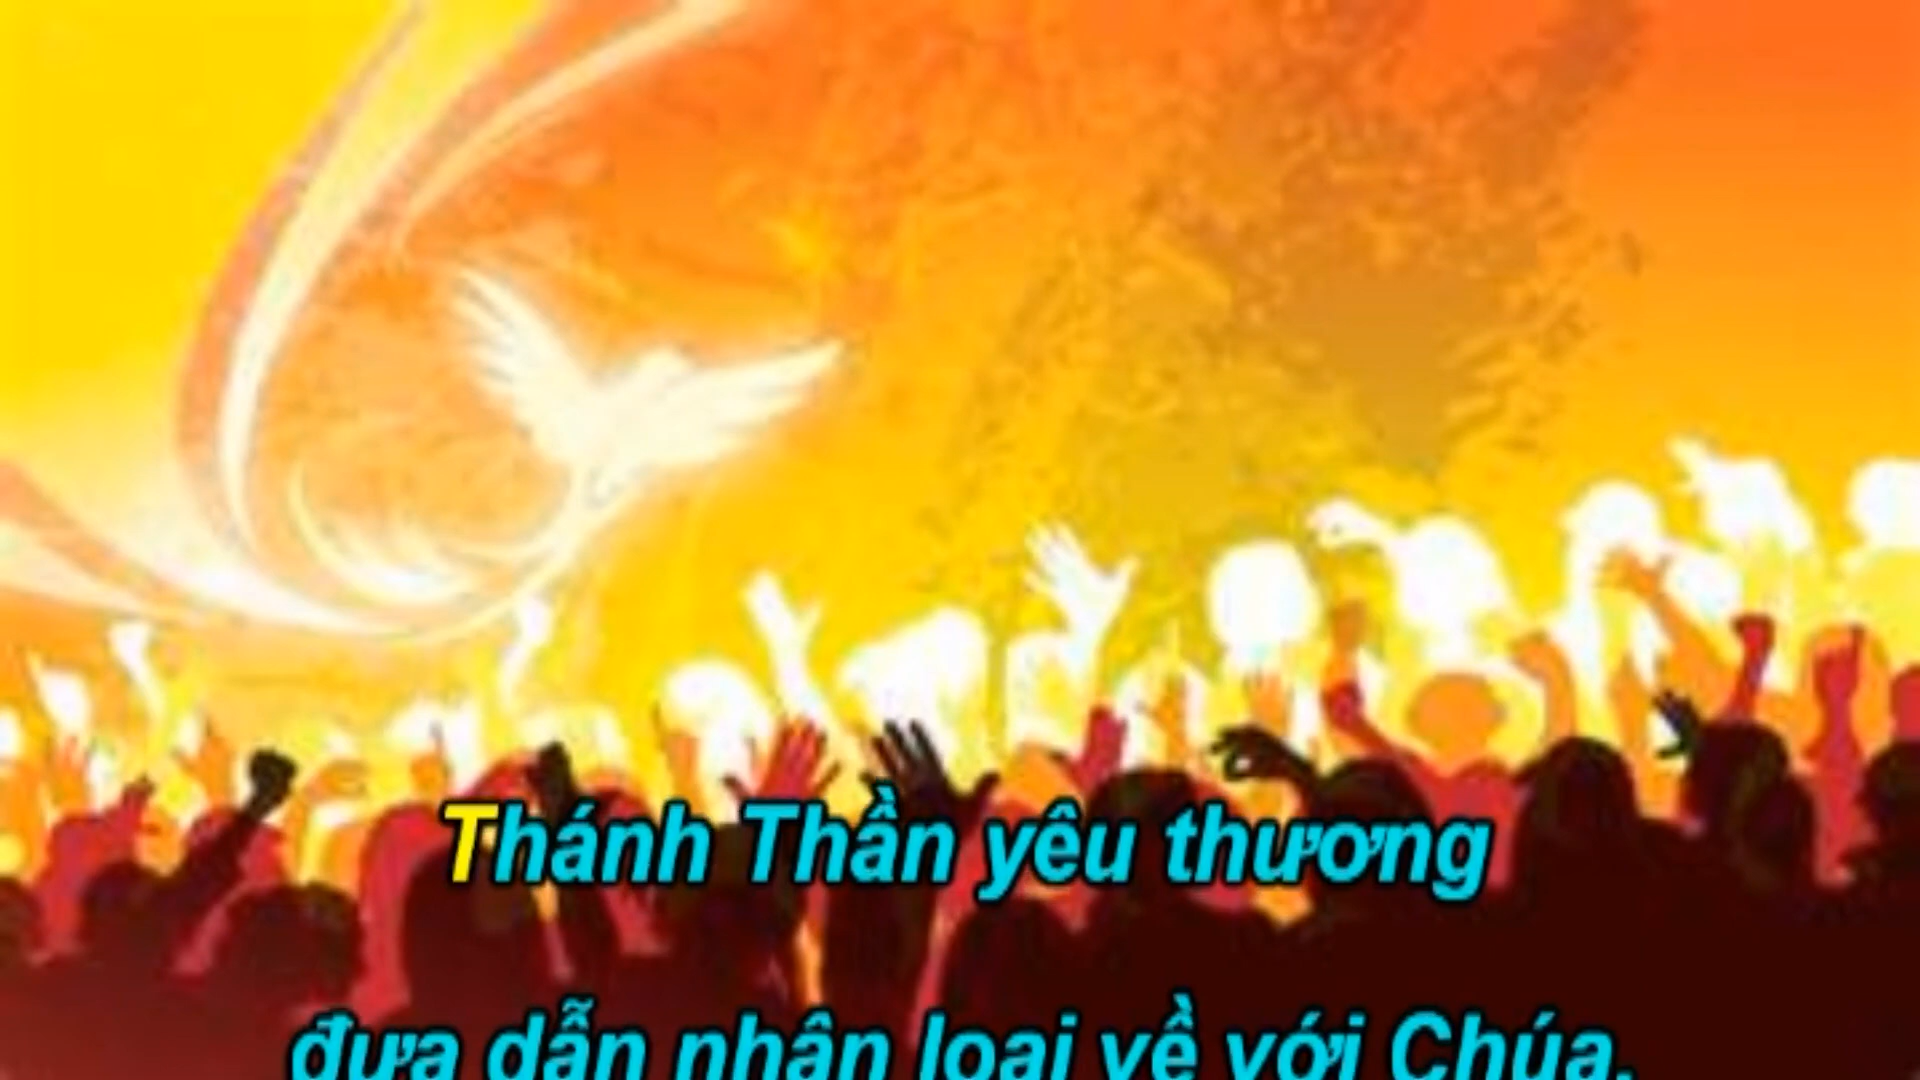 Thánh Thần yêu thương
đưa dẫn nhân loại về với Chúa.